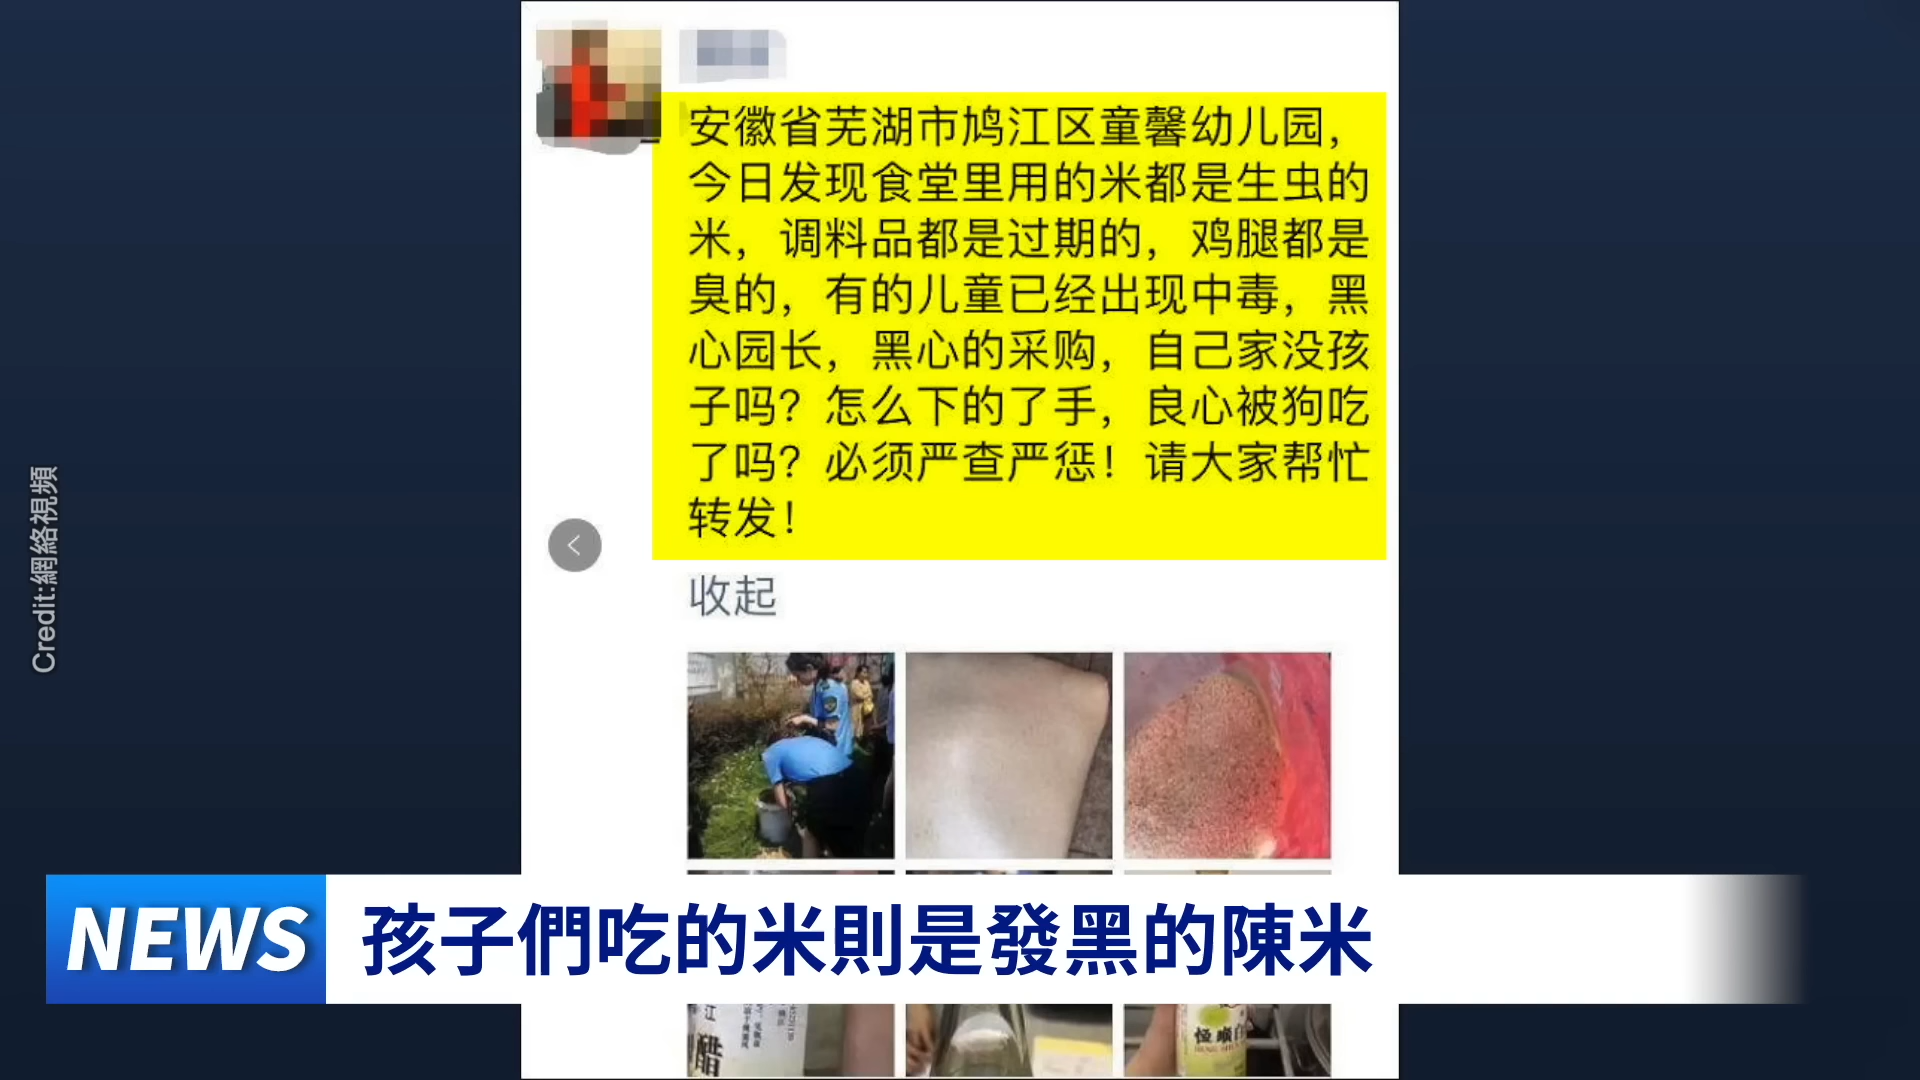 安徽省芜湖市鸠江区童馨幼儿园，
今日发现食堂里用的米都是生虫的
米，调料品都是过期的，鸡腿都是
臭的，有的儿童已经出现中毒，黑
心园长，黑心的采购，自己家没孩
子吗？怎么下的了手，良心被狗吃
了吗？必须严查严惩！请大家帮忙
转发！
收起
Credit:網絡視頻
NEWS 孩子們吃的米則是發黑的陳米
江
醋
恒顺白